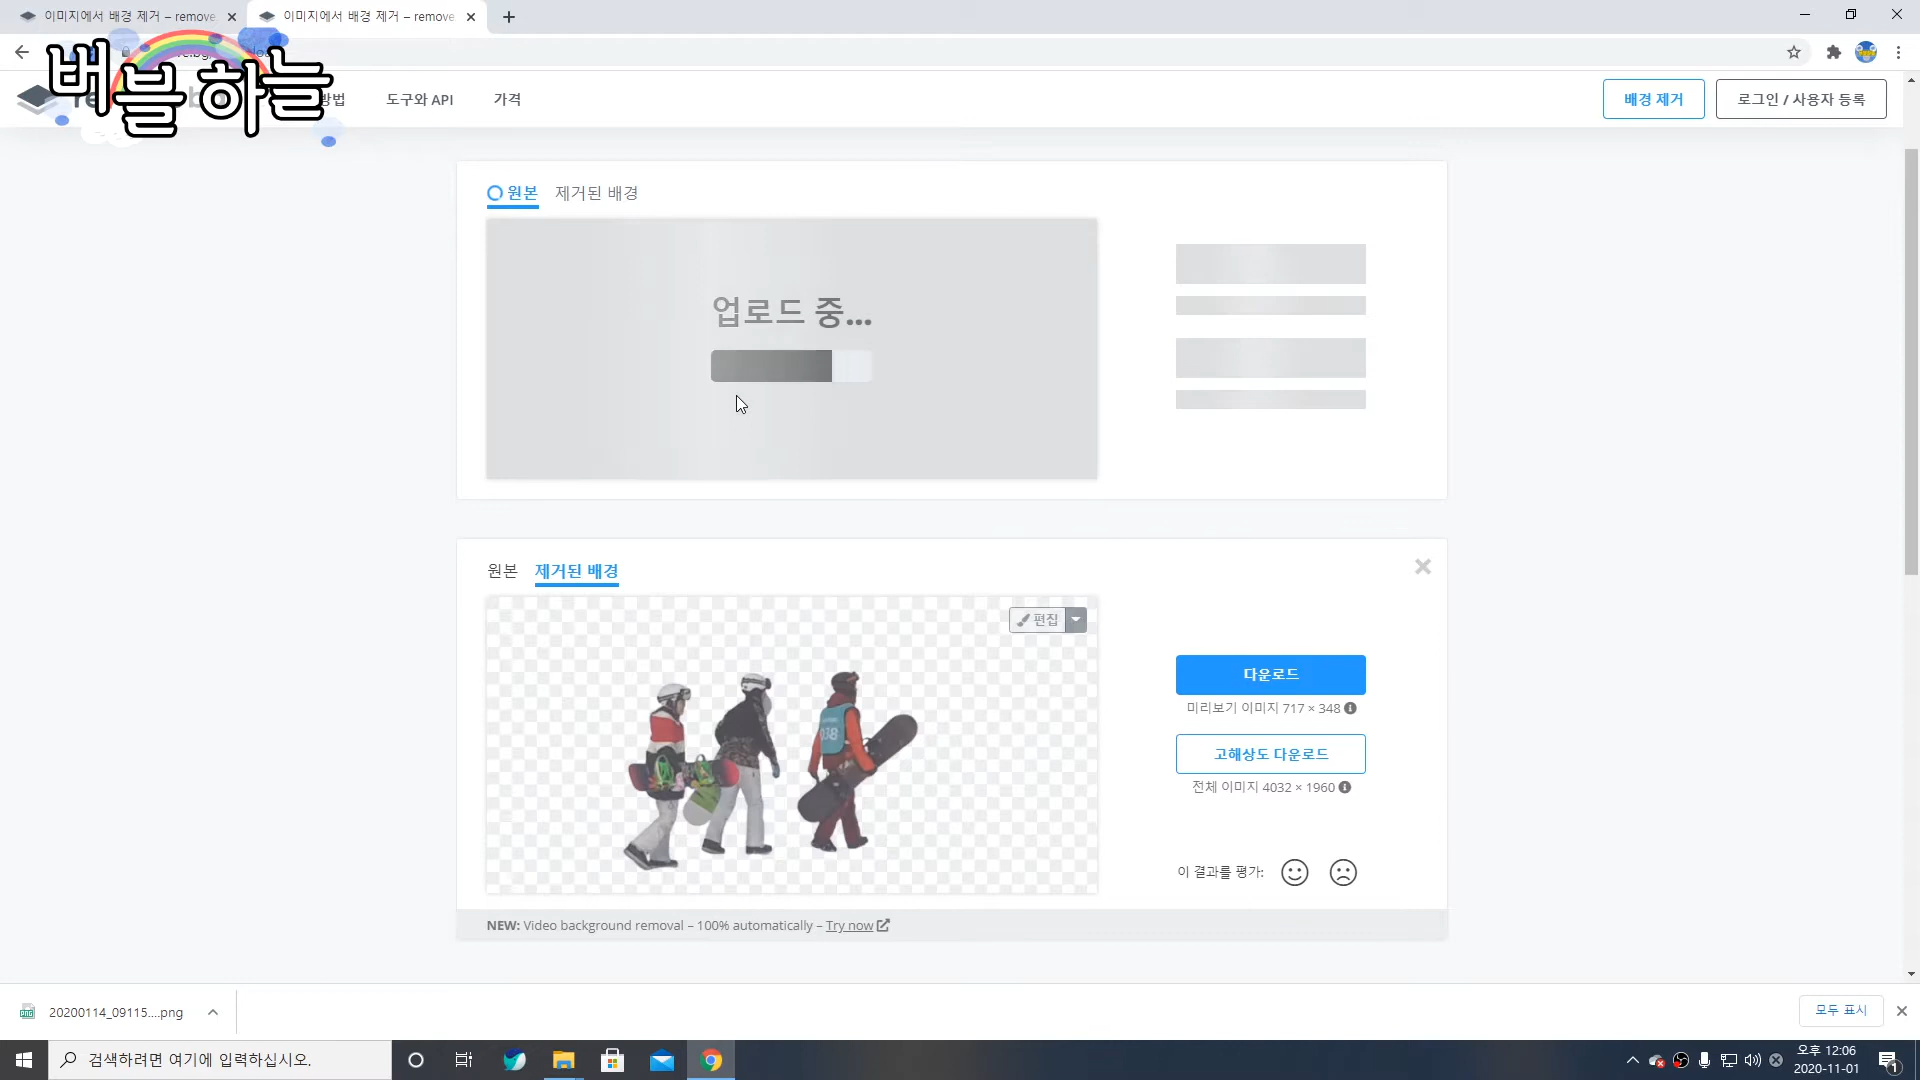 이미지에서 배경 제거 – remove.
이미지에서 배경 제거 – remove.
버블하늘
방법
도구와 API
가격
배경 제거
로그인 / 사용자 등록
원본
제거된 배경
업로드 중...
원본
제거된 배경
편집
038
다운로드
미리보기 이미지 717 × 348
고해상도 다운로드
전체 이미지 4032 × 1960
이 결과를 평가:
NEW: Video background removal – 100% automatically – Try now
20200114_09115....png
모두 표시
검색하려면 여기에 입력하십시오.
오후 12:06
2020-11-01
1